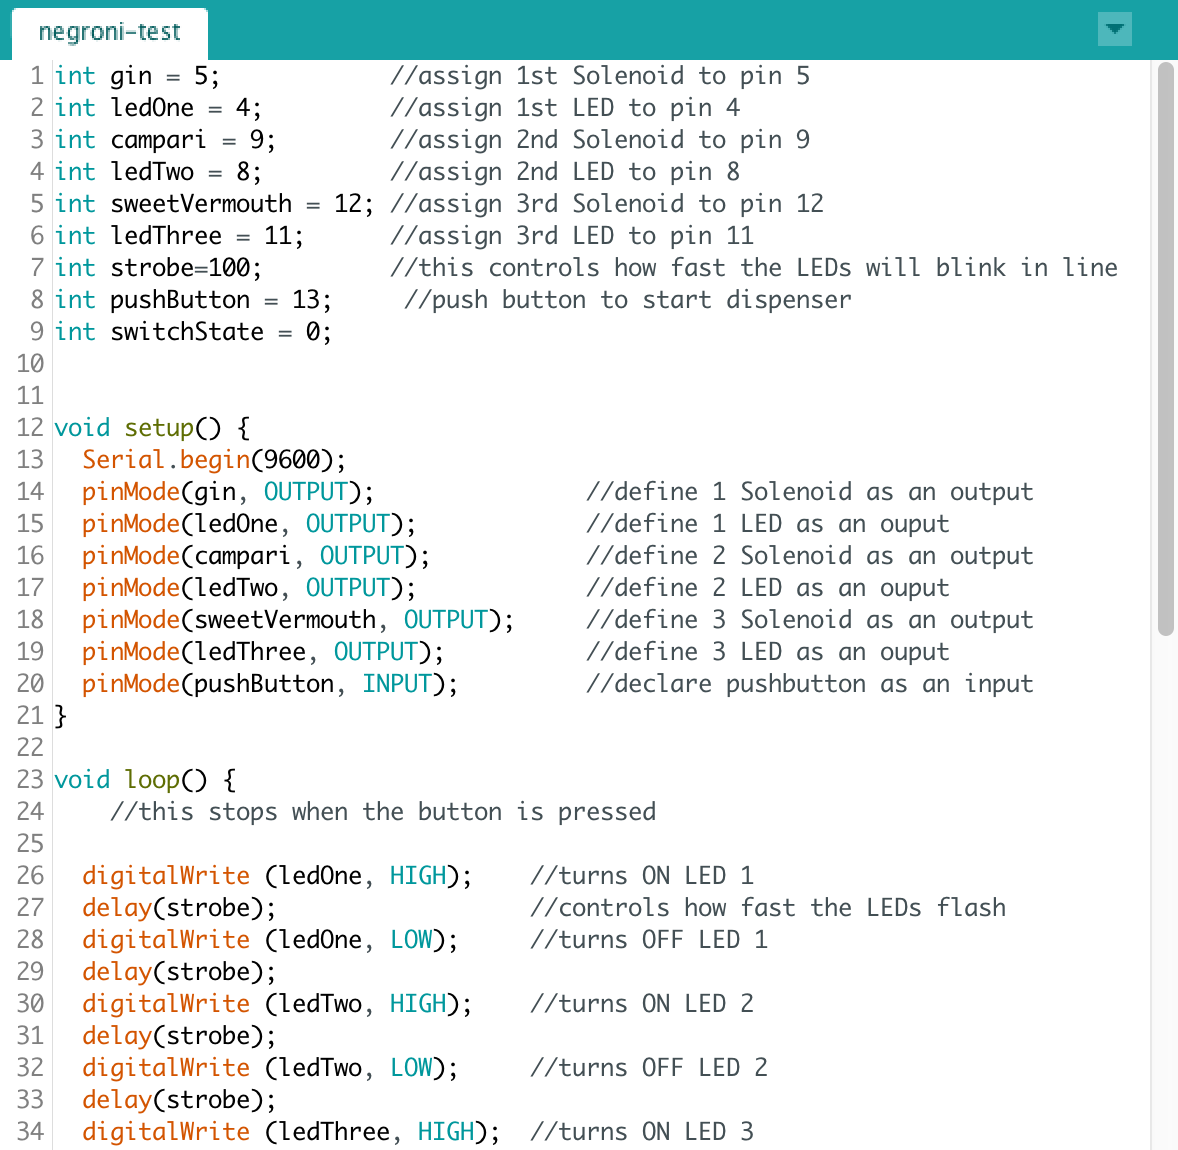 negroni-test
1 int gin = 5;            //assign 1st Solenoid to pin 5
2 int ledOne = 4;         //assign 1st LED to pin 4
3 int campari = 9;        //assign 2nd Solenoid to pin 9
4 int ledTwo = 8;         //assign 2nd LED to pin 8
5 int sweetVermouth = 12; //assign 3rd Solenoid to pin 12
6 int ledThree = 11;      //assign 3rd LED to pin 11
7 int strobe=100;         //this controls how fast the LEDs will blink in line
8 int pushButton = 13;     //push button to start dispenser
9 int switchState = 0;
10
11
12 void setup() {
13   Serial.begin(9600);
14   pinMode(gin, OUTPUT);               //define 1 Solenoid as an output
15   pinMode(ledOne, OUTPUT);            //define 1 LED as an ouput
16   pinMode(campari, OUTPUT);           //define 2 Solenoid as an output
17   pinMode(ledTwo, OUTPUT);            //define 2 LED as an ouput
18   pinMode(sweetVermouth, OUTPUT);     //define 3 Solenoid as an output
19   pinMode(ledThree, OUTPUT);          //define 3 LED as an ouput
20   pinMode(pushButton, INPUT);         //declare pushbutton as an input
21 }
22
23 void loop() {
24     //this stops when the button is pressed
25
26   digitalWrite (ledOne, HIGH);    //turns ON LED 1
27   delay(strobe);                  //controls how fast the LEDs flash
28   digitalWrite (ledOne, LOW);     //turns OFF LED 1
29   delay(strobe);
30   digitalWrite (ledTwo, HIGH);    //turns ON LED 2
31   delay(strobe);
32   digitalWrite (ledTwo, LOW);     //turns OFF LED 2
33   delay(strobe);
34   digitalWrite (ledThree, HIGH);  //turns ON LED 3